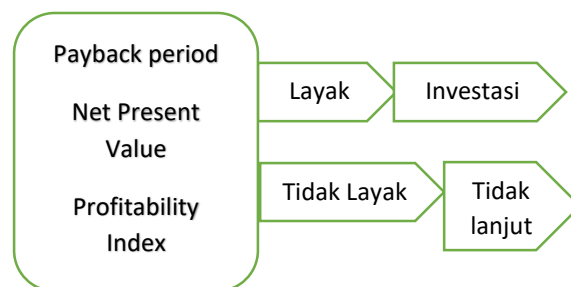 Payback period
Net Present
Value
Profitability
Index
Layak
Investasi
Tidak Layak
Tidak
lanjut